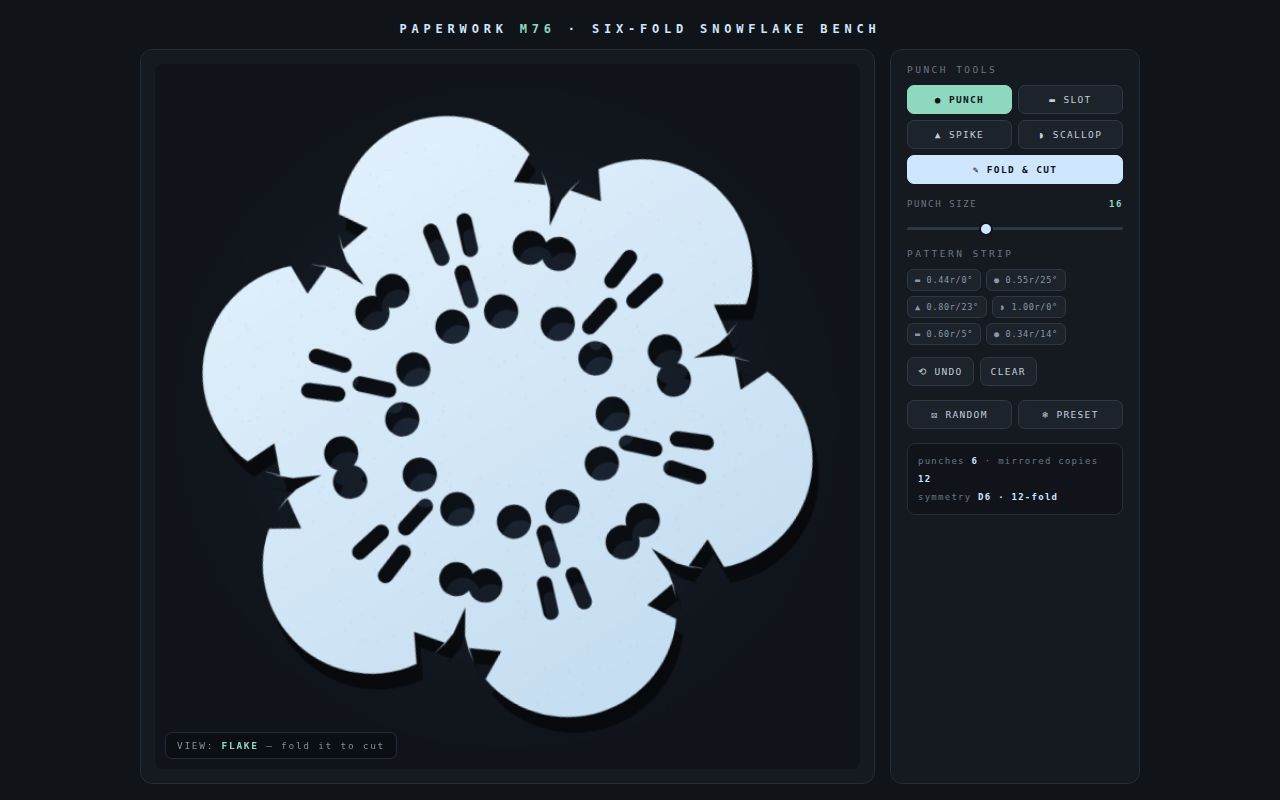 PAPERWORK M76 · SIX-FOLD SNOWFLAKE BENCH
PUNCH TOOLS
● PUNCH
▬ SLOT
▲ SPIKE
◗ SCALLOP
✎ FOLD & CUT
PUNCH SIZE 16
PATTERN STRIP
▬ 0.44r/0°
● 0.55r/25°
▲ 0.80r/23°
◗ 1.00r/0°
▬ 0.60r/5°
● 0.34r/14°
⟲ UNDO
CLEAR
⚄ RANDOM
❄ PRESET
punches 6 · mirrored copies
12
symmetry D6 · 12-fold
VIEW: FLAKE — fold it to cut